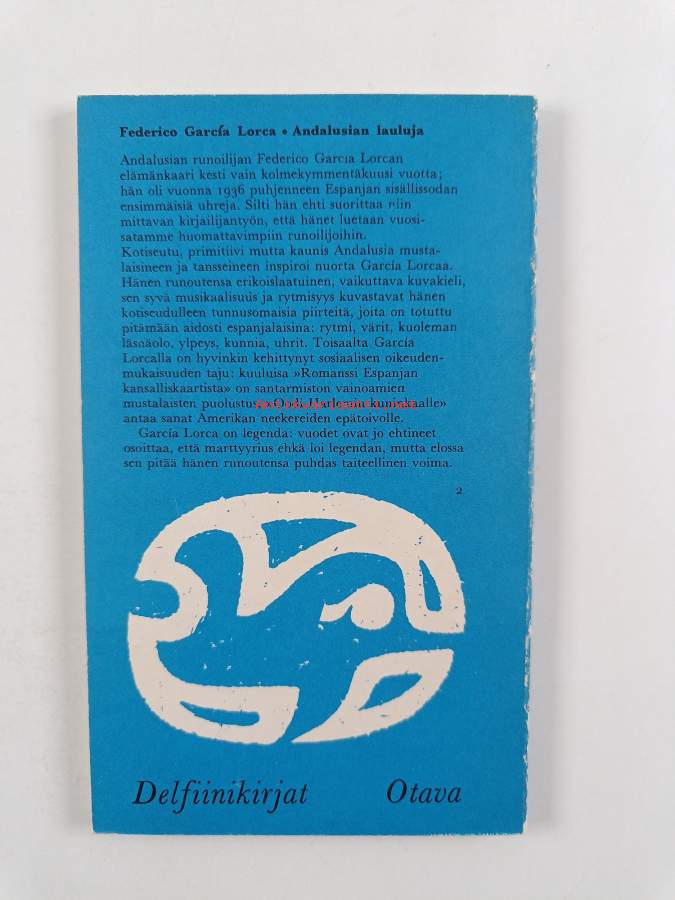 Federico García Lorca • Andalusian lauluja
Andalusian runoilijan Federico García Lorcan
elämänkaari kesti vain kolmekymmentäkuusi vuotta;
hän oli vuonna 1936 puhjenneen Espanjan sisällissodan
ensimmäisiä uhreja. Silti hän ehti suorittaa niin
mittavan kirjailijantyön, että hänet luetaan vuosi-
satamme huomattavimpiin runoilijoihin.
Kotiseutu, primitiivi mutta kaunis Andalusia musta-
laisineen ja tansseineen inspiroi nuorta García Lorcaa.
Hänen runoutensa erikoislaatuinen, vaikuttava kuvakieli,
sen syvä musikaalisuus ja rytmisyys kuvastavat hänen
kotiseudulleen tunnusomaisia piirteitä, joita on totuttu
pitämään aidosti espanjalaisina: rytmi, värit, kuoleman
läsnäolo, ylpeys, kunnia, uhrit. Toisaalta García
Lorcalla on hyvinkin kehittynyt sosiaalisen oikeuden-
mukaisuuden taju: kuuluisa »Romanssi Espanjan
kansalliskaartista» on santarmiston vainoamien
mustalaisten puolustus, »Oodi Harlemin kuninkaalle»
antaa sanat Amerikan neekereiden epätoivolle.
García Lorca on legenda: vuodet ovat jo ehtineet
osoittaa, että marttyyrius ehkä loi legendan, mutta elossa
sen pitää hänen runoutensa puhdas taiteellinen voima.
2
Delfiinikirjat Otava